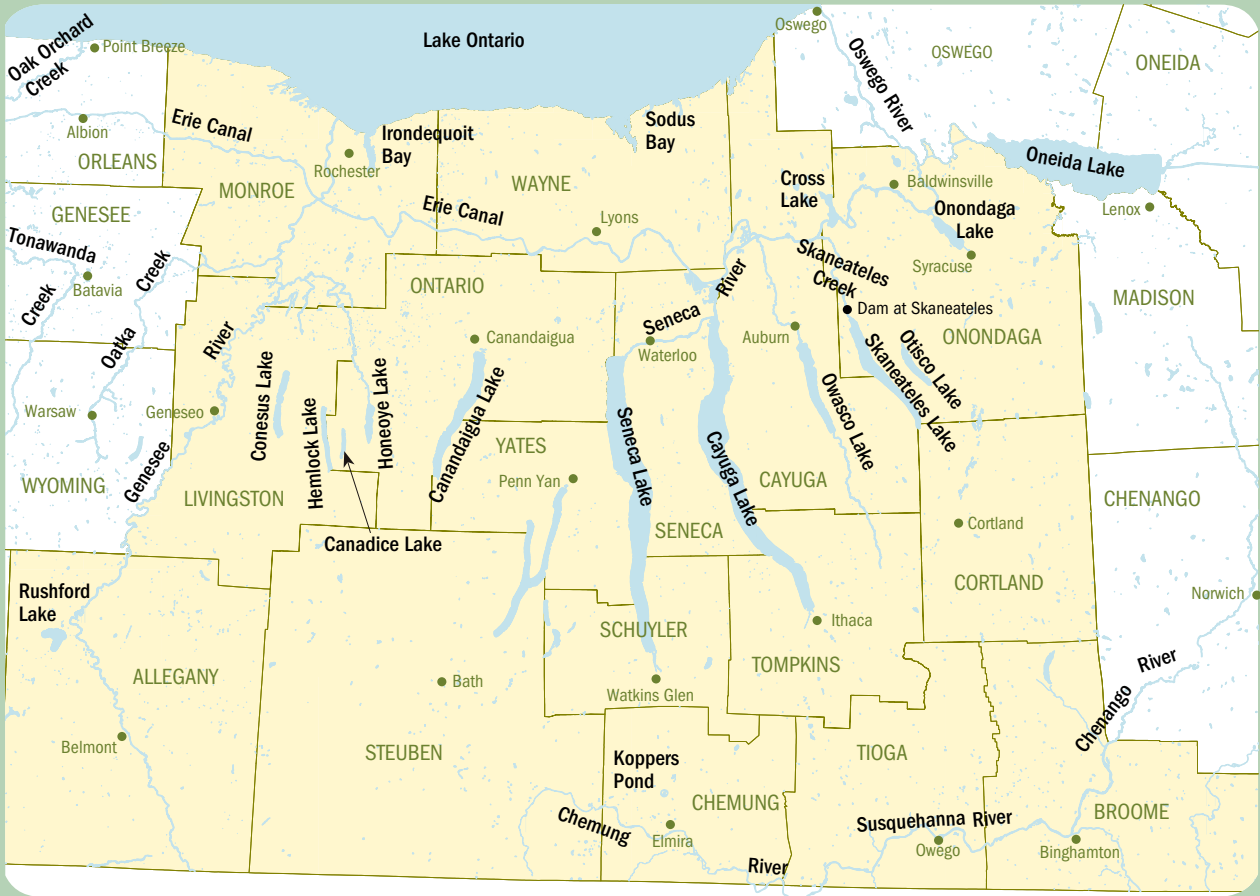 Oswego
Lake Ontario
Oak Orchard
Creek
Point Breeze
Oswego River
OSWEGO
ONEIDA
Albion
ORLEANS
Erie Canal
Rochester
Irondequoit
Bay
Sodus
Bay
Oneida Lake
MONROE
WAYNE
Cross
Lake
Baldwinsville
Lenox
GENESEE
Erie Canal
Lyons
Onondaga
Lake
Syracuse
Tonawanda
Creek
Batavia
Oatka
Creek
ONTARIO
Seneca
River
Skaneateles
Creek
Dam at Skaneateles
MADISON
Genesee
River
Canandaigua
Waterloo
Auburn
ONONDAGA
Warsaw
Geneseo
Conesus Lake
Hemlock Lake
Honeoye Lake
Canandaigua Lake
Seneca Lake
Cayuga Lake
Owasco Lake
Skaneateles Lake
Otisco Lake
WYOMING
LIVINGSTON
YATES
Penn Yan
CAYUGA
CHENANGO
SENECA
Cortland
Canadice Lake
CORTLAND
Rushford
Lake
Norwich
SCHUYLER
Ithaca
ALLEGANY
TOMPKINS
Chenango
River
Bath
Watkins Glen
Belmont
STEUBEN
Koppers
Pond
TIOGA
CHEMUNG
BROOME
Chemung
River
Elmira
Susquehanna River
Owego
Binghamton